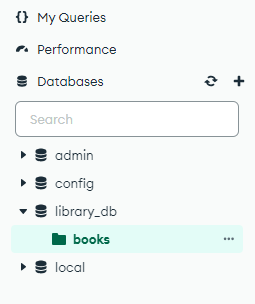 My Queries
Performance
Databases
Search
admin
config
library_db
books
local